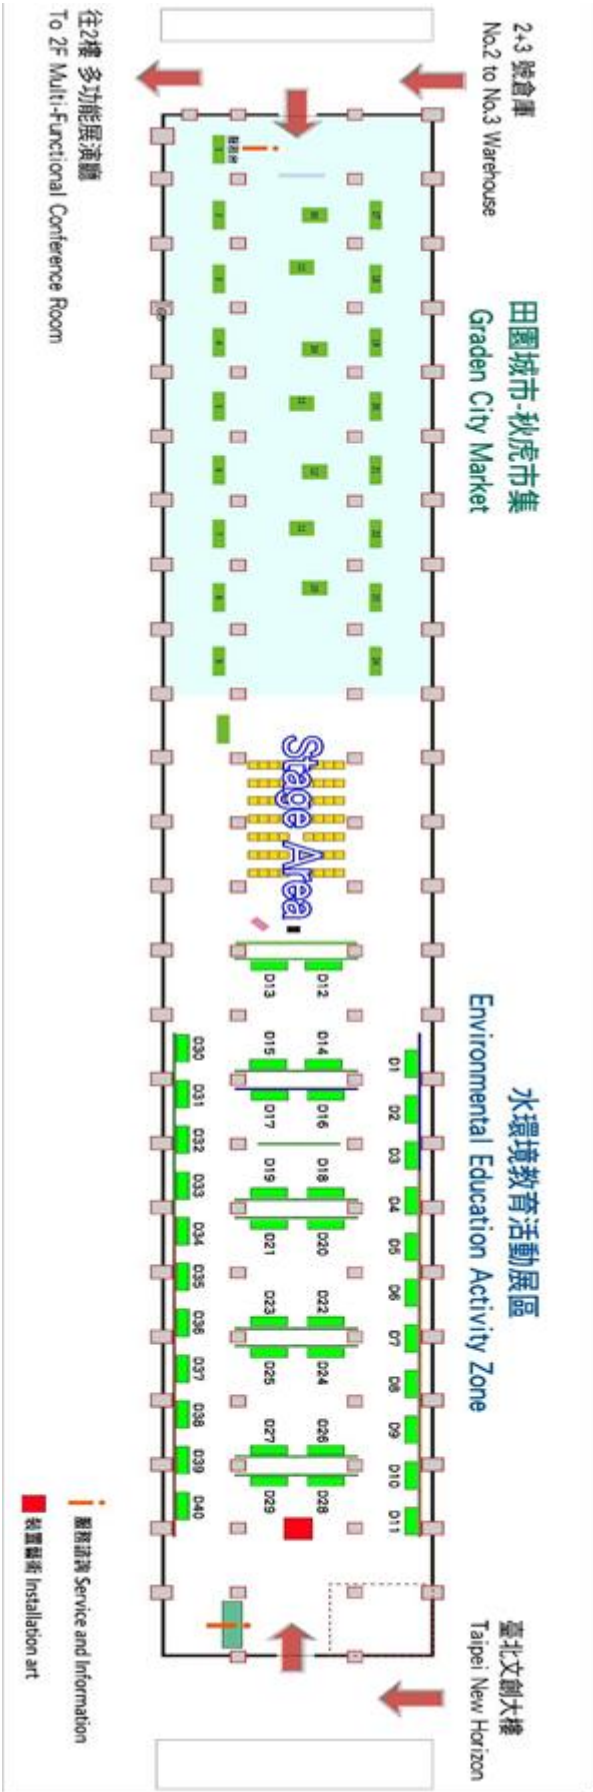 2+3 號倉庫
No.2 to No.3 Warehouse
田園城市-秋虎市集
Graden City Market
水環境教育活動展區
Environmental Education Activity Zone
臺北文創大樓
Taipei New Horizon
D1 D2 D3 D4 D5 D6 D7 D8 D9 D10 D11
Stage Area
D12 D14 D16 D18 D20 D22 D24 D26 D28
D13 D15 D17 D19 D21 D23 D25 D27 D29
D30 D31 D32 D33 D34 D35 D36 D37 D38 D39 D40
往2樓 多功能展演廳
To 2F Multi-Functional Conference Room
服務諮詢 Service and Information
裝置藝術 Installation art